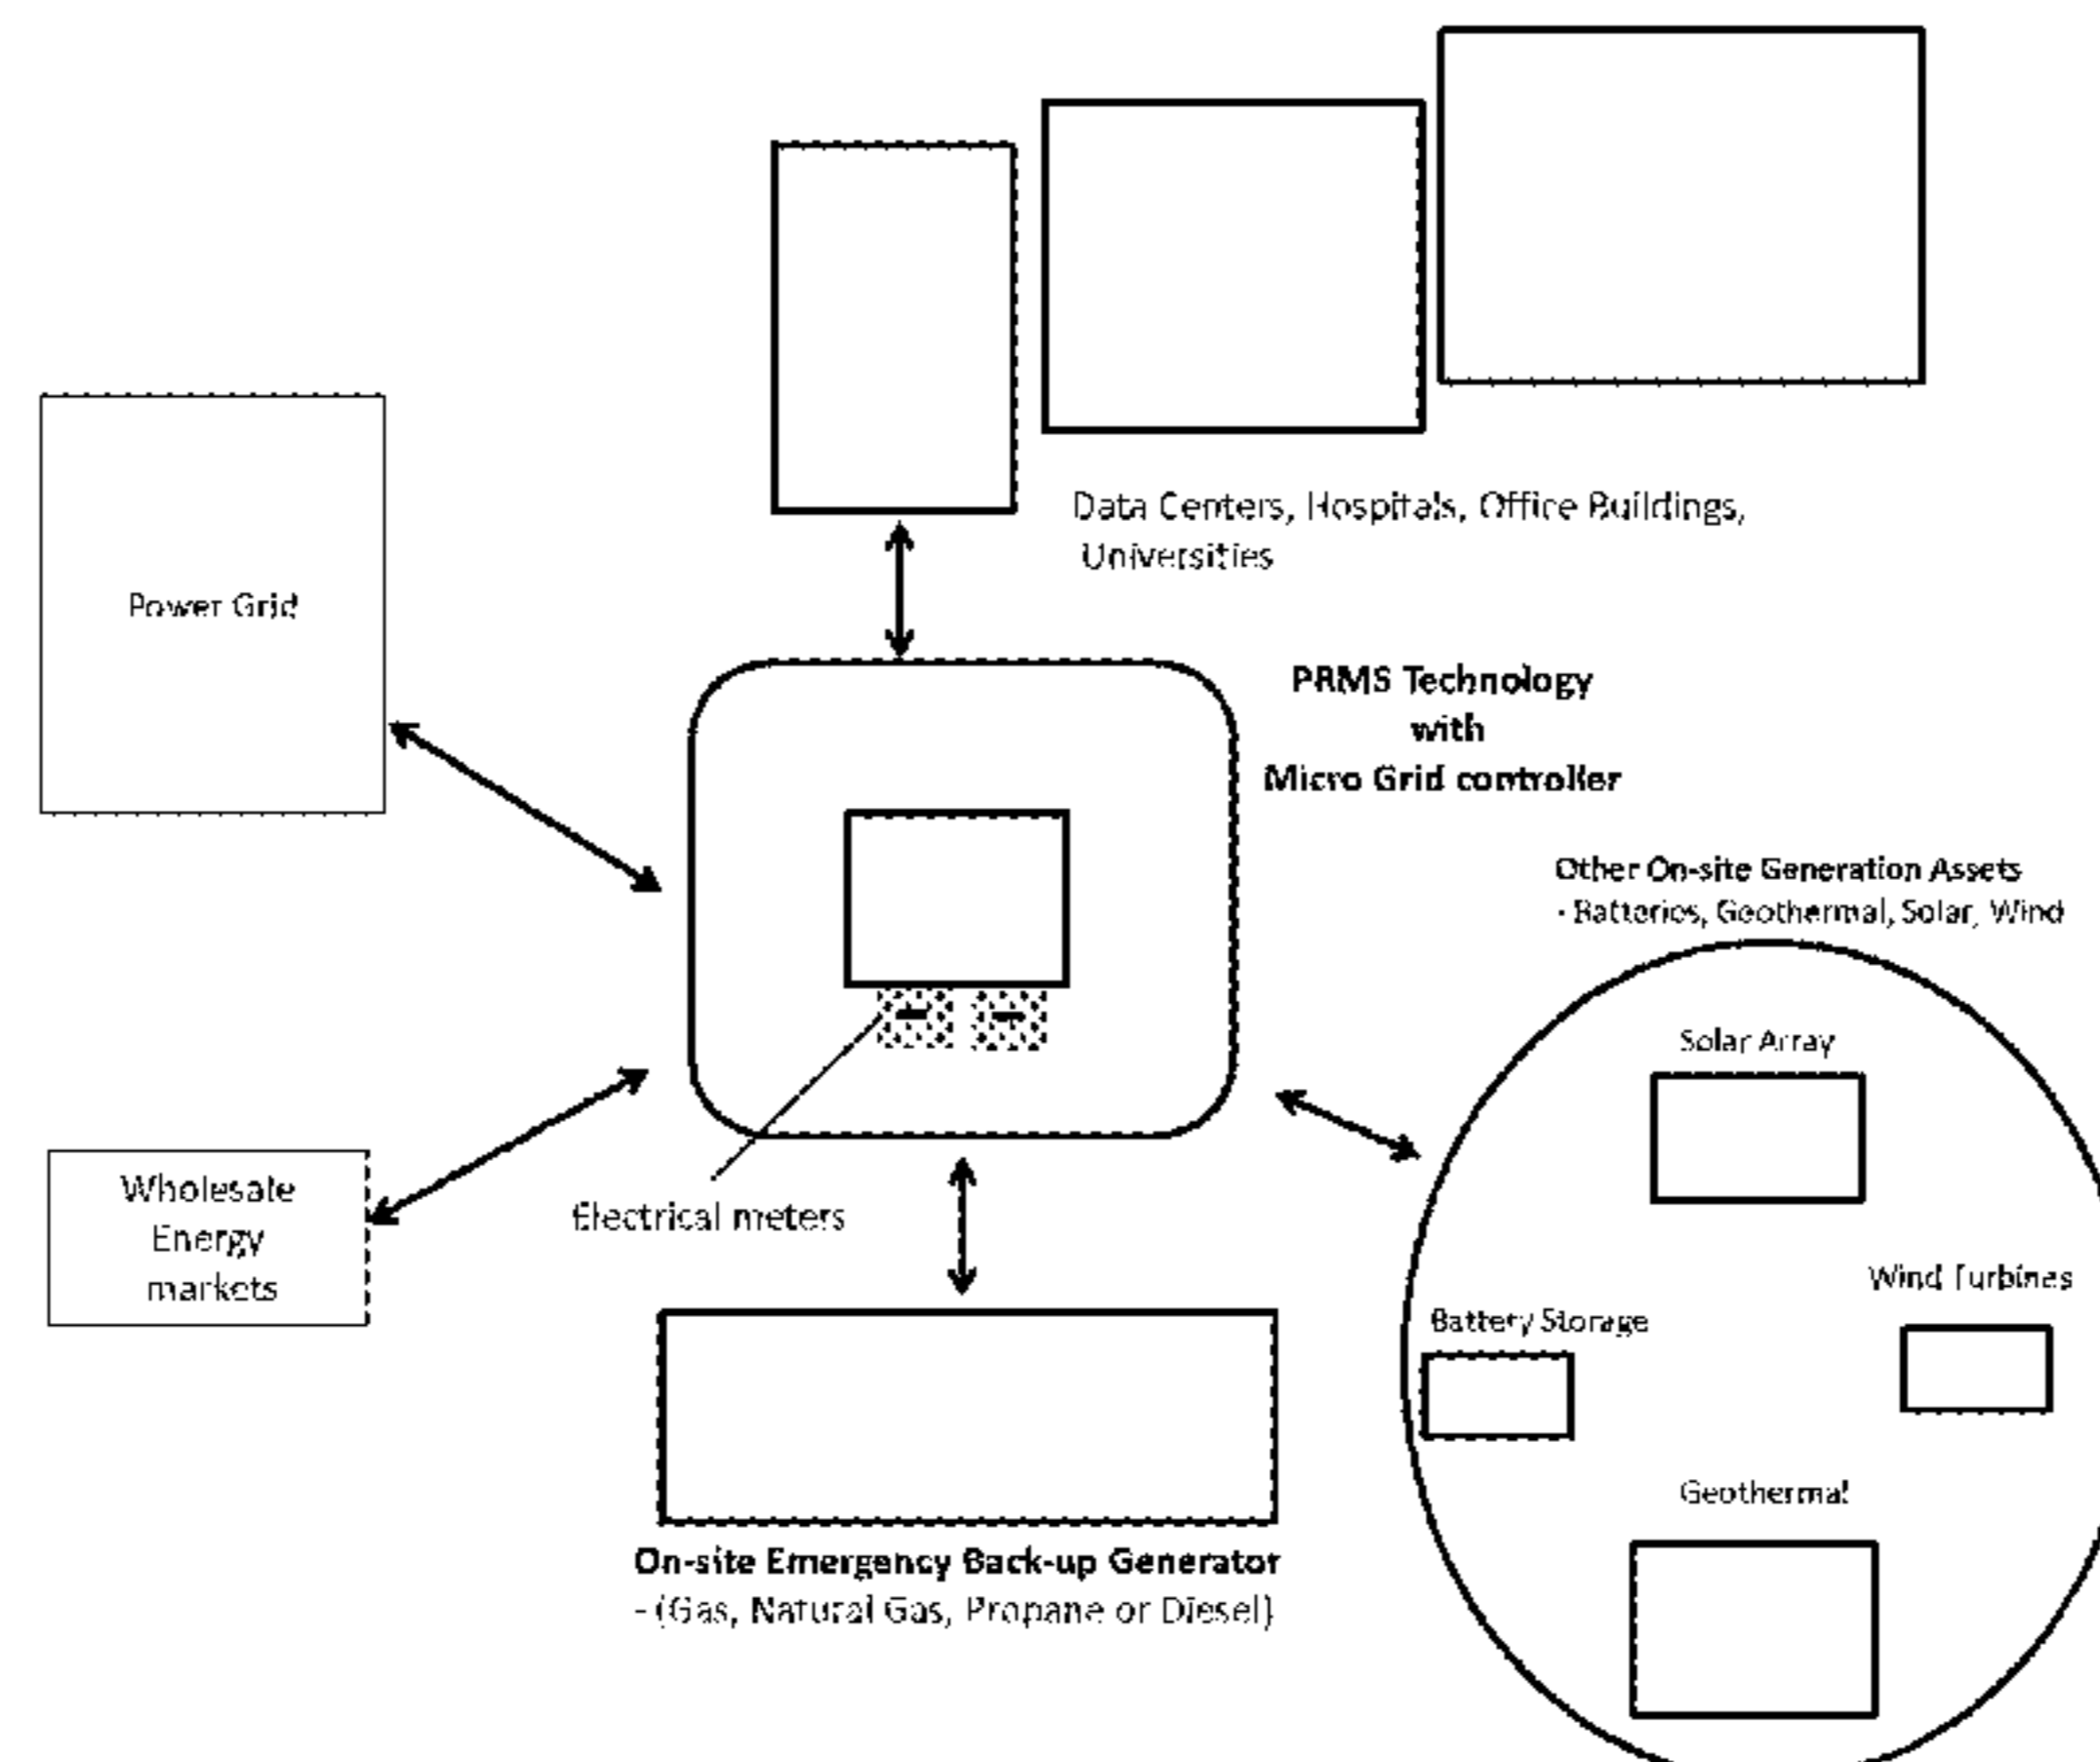 Data Centers, Hospitals, Office Buildings,
Universities
Power Grid
PRMS Technology
with
Micro Grid controller
Other On-site Generation Assets
- Batteries, Geothermal, Solar, Wind
Solar Array
Wholesale
Energy
markets
Electrical meters
Wind Turbines
Battery Storage
Geothermal
On-site Emergency Back-up Generator
- (Gas, Natural Gas, Propane or Diesel)